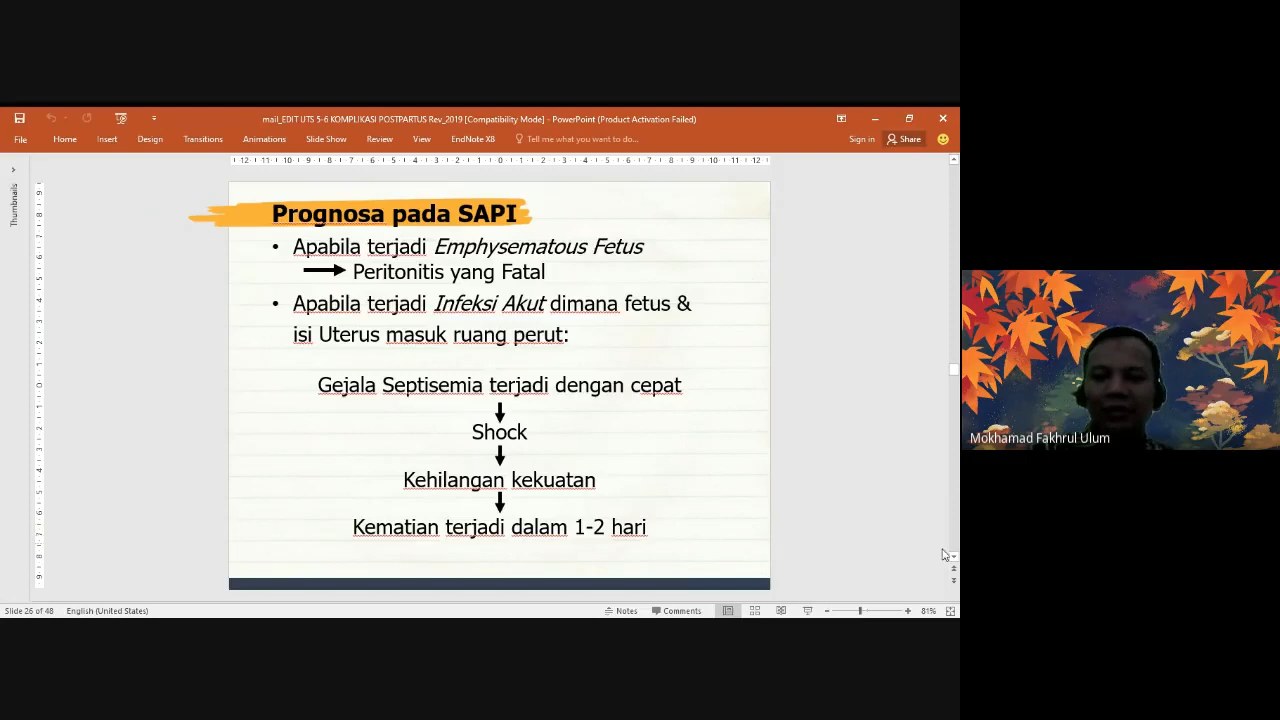 mail_EDIT UTS 5-6 KOMPLIKASI POSTPARTUS Rev_2019 [Compatibility Mode] - PowerPoint (Product Activation Failed)
File Home Insert Design Transitions Animations Slide Show Review View EndNote X8 Tell me what you want to do... Sign in Share
Thumbnails
Prognosa pada SAPI
• Apabila terjadi Emphysematous Fetus
Peritonitis yang Fatal
• Apabila terjadi Infeksi Akut dimana fetus &
isi Uterus masuk ruang perut:
Gejala Septisemia terjadi dengan cepat
Shock
Kehilangan kekuatan
Kematian terjadi dalam 1-2 hari
Mokhamad Fakhrul Ulum
Slide 26 of 48 English (United States) Notes Comments 81%